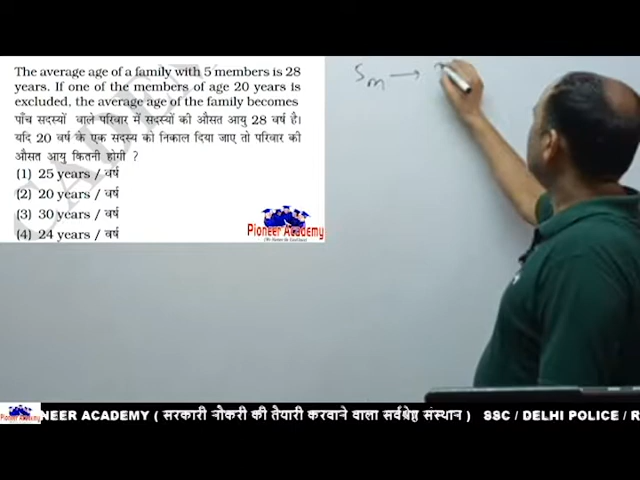 The average age of a family with 5 members is 28
years. If one of the members of age 20 years is
excluded, the average age of the family becomes
पाँच सदस्यों वाले परिवार में सदस्यों की औसत आयु 28 वर्ष है।
यदि 20 वर्ष के एक सदस्य को निकाल दिया जाए तो परिवार की
औसत आयु कितनी होगी ?
(1) 25 years / वर्ष
(2) 20 years / वर्ष
(3) 30 years / वर्ष
(4) 24 years / वर्ष
Pioneer Academy
5m →
Pioneer Academy
NEER ACADEMY ( सरकारी नौकरी की तैयारी करवाने वाला सर्वश्रेष्ठ संस्थान ) SSC / DELHI POLICE / R